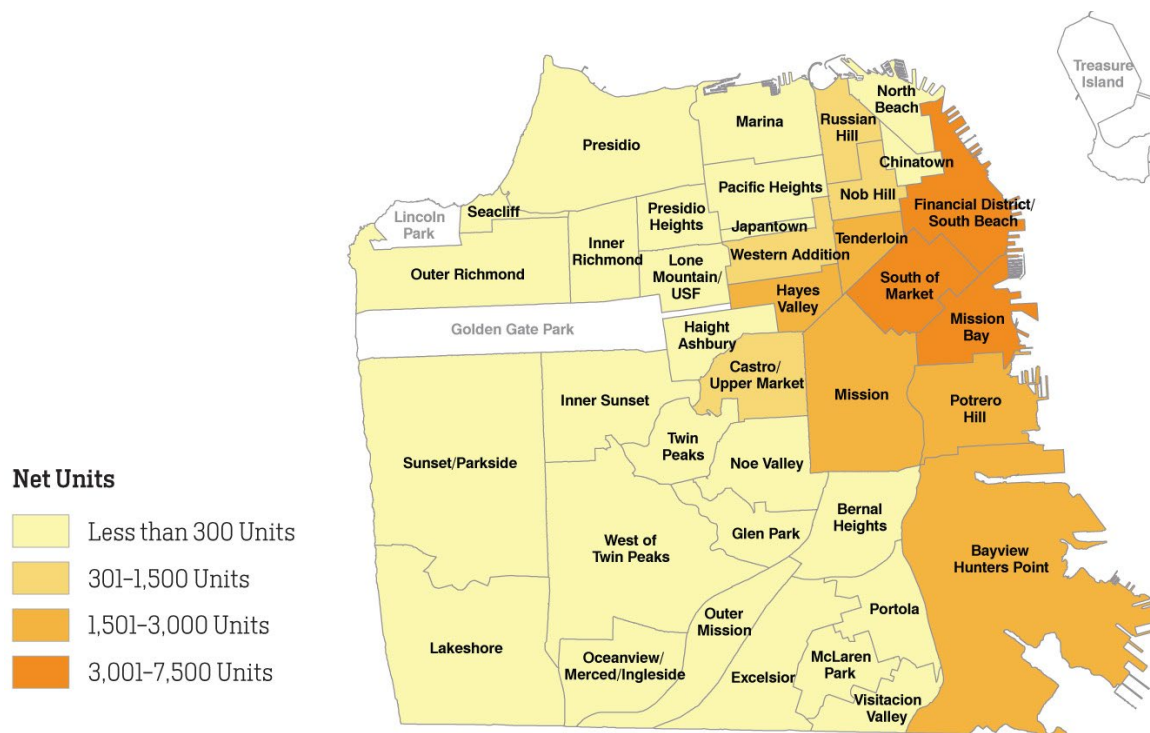 Treasure
Island
North
Beach
Marina
Russian
Hill
Presidio
Chinatown
Pacific Heights
Nob Hill
Seacliff
Lincoln
Park
Presidio
Heights
Financial District/
South Beach
Japantown
Tenderloin
Inner
Richmond
Western Addition
Outer Richmond
Lone
Mountain/
USF
South of
Market
Hayes
Valley
Golden Gate Park
Haight
Ashbury
Mission
Bay
Castro/
Upper Market
Mission
Inner Sunset
Potrero
Hill
Twin
Peaks
Sunset/Parkside
Noe Valley
Bernal
Heights
Glen Park
West of
Twin Peaks
Bayview
Hunters Point
Outer
Mission
Portola
Lakeshore
Oceanview/
Merced/Ingleside
McLaren
Park
Excelsior
Visitacion
Valley
Net Units
Less than 300 Units
301–1,500 Units
1,501–3,000 Units
3,001–7,500 Units